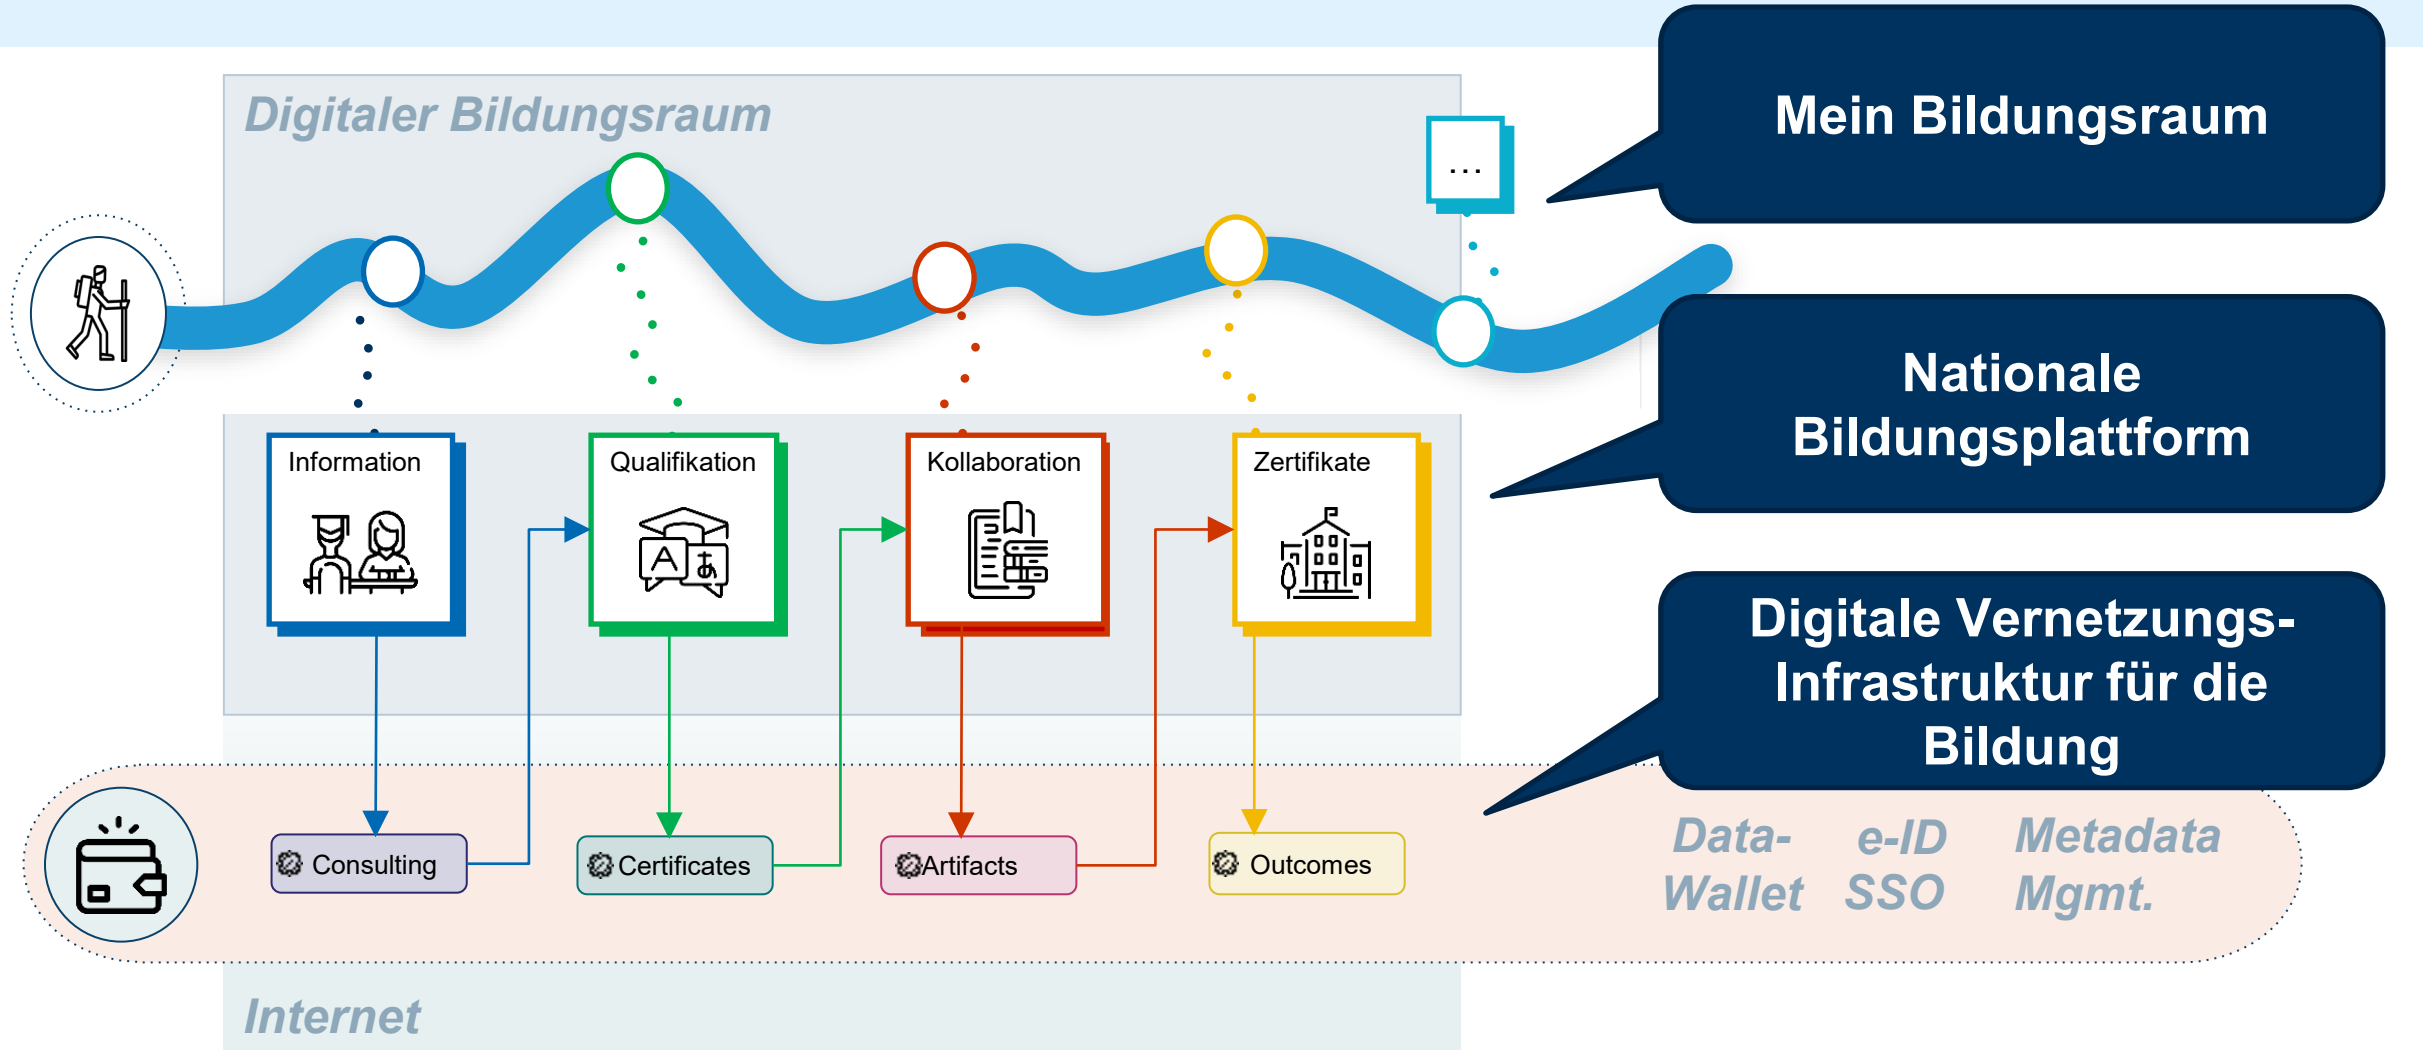 Digitaler Bildungsraum
Mein Bildungsraum
...
Nationale
Bildungsplattform
Information
Qualifikation
Kollaboration
Zertifikate
A
Digitale Vernetzungs-
Infrastruktur für die
Bildung
Consulting
Certificates
Artifacts
Outcomes
Data-
Wallet
e-ID
SSO
Metadata
Mgmt.
Internet